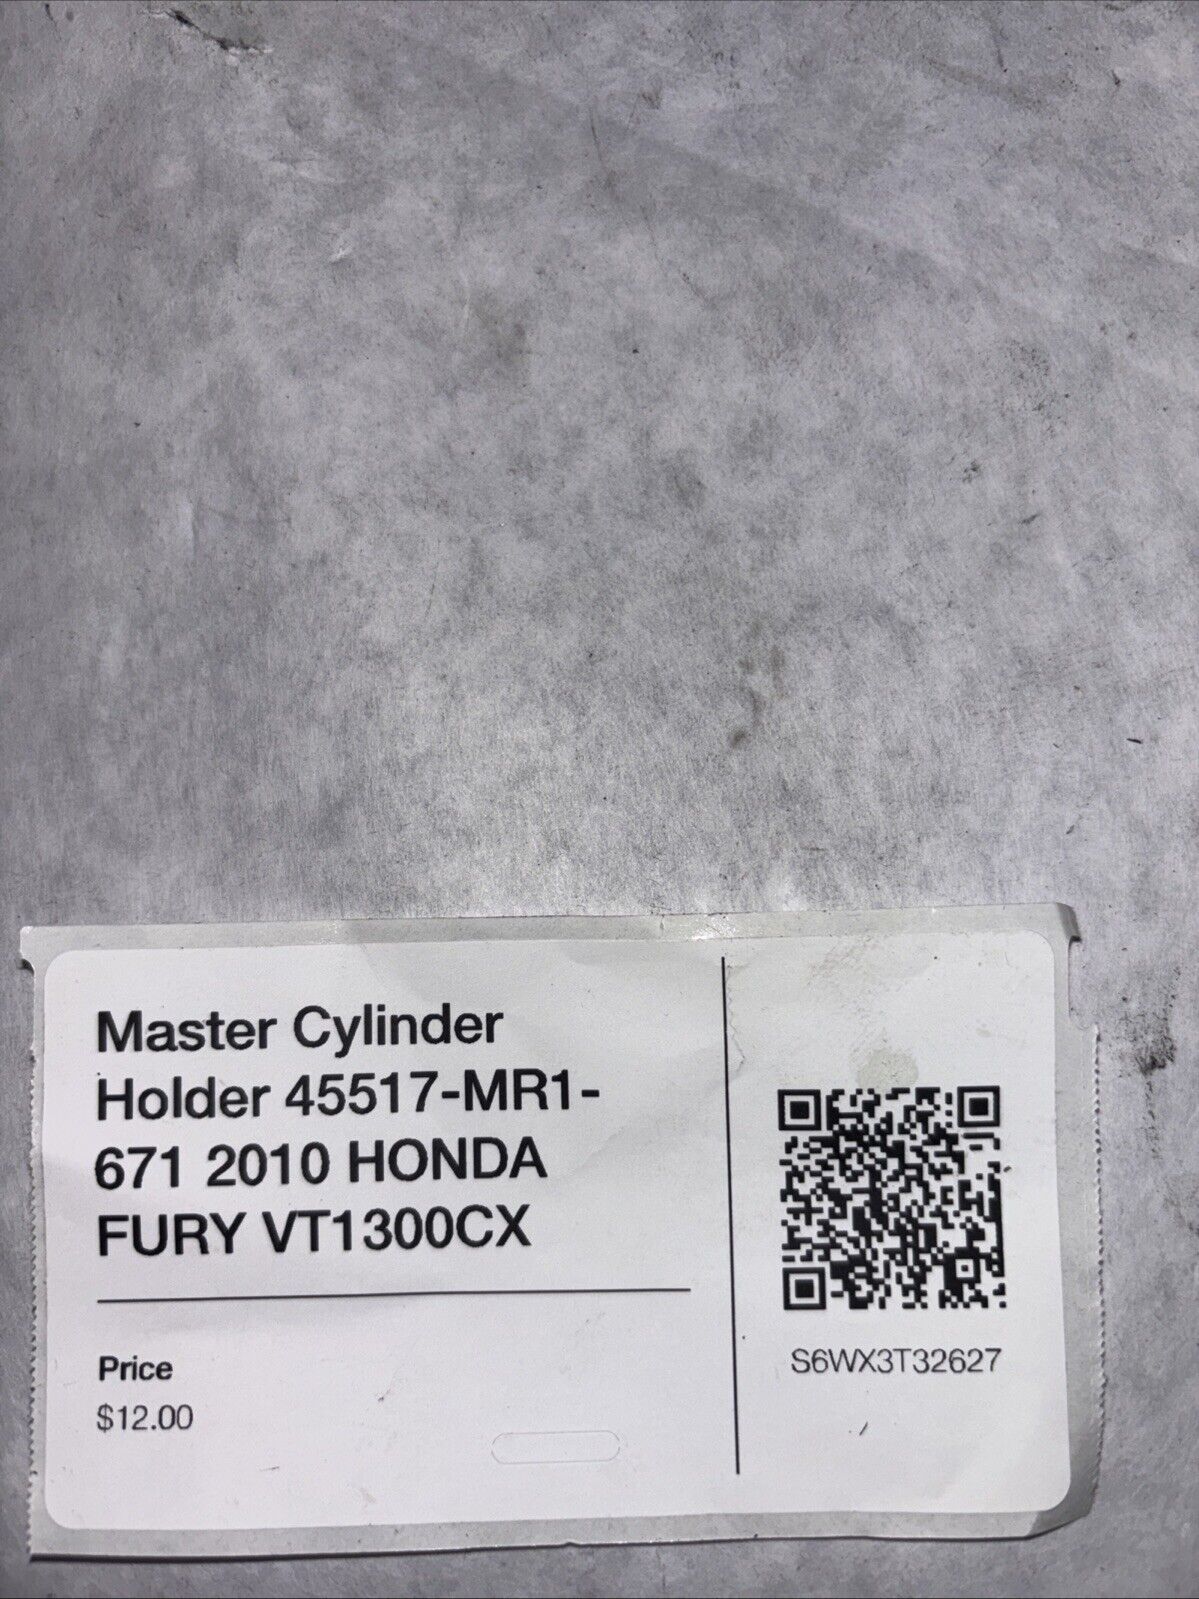 Master Cylinder
Holder 45517-MR1-
671 2010 HONDA
FURY VT1300CX
Price
$12.00
S6WX3T32627